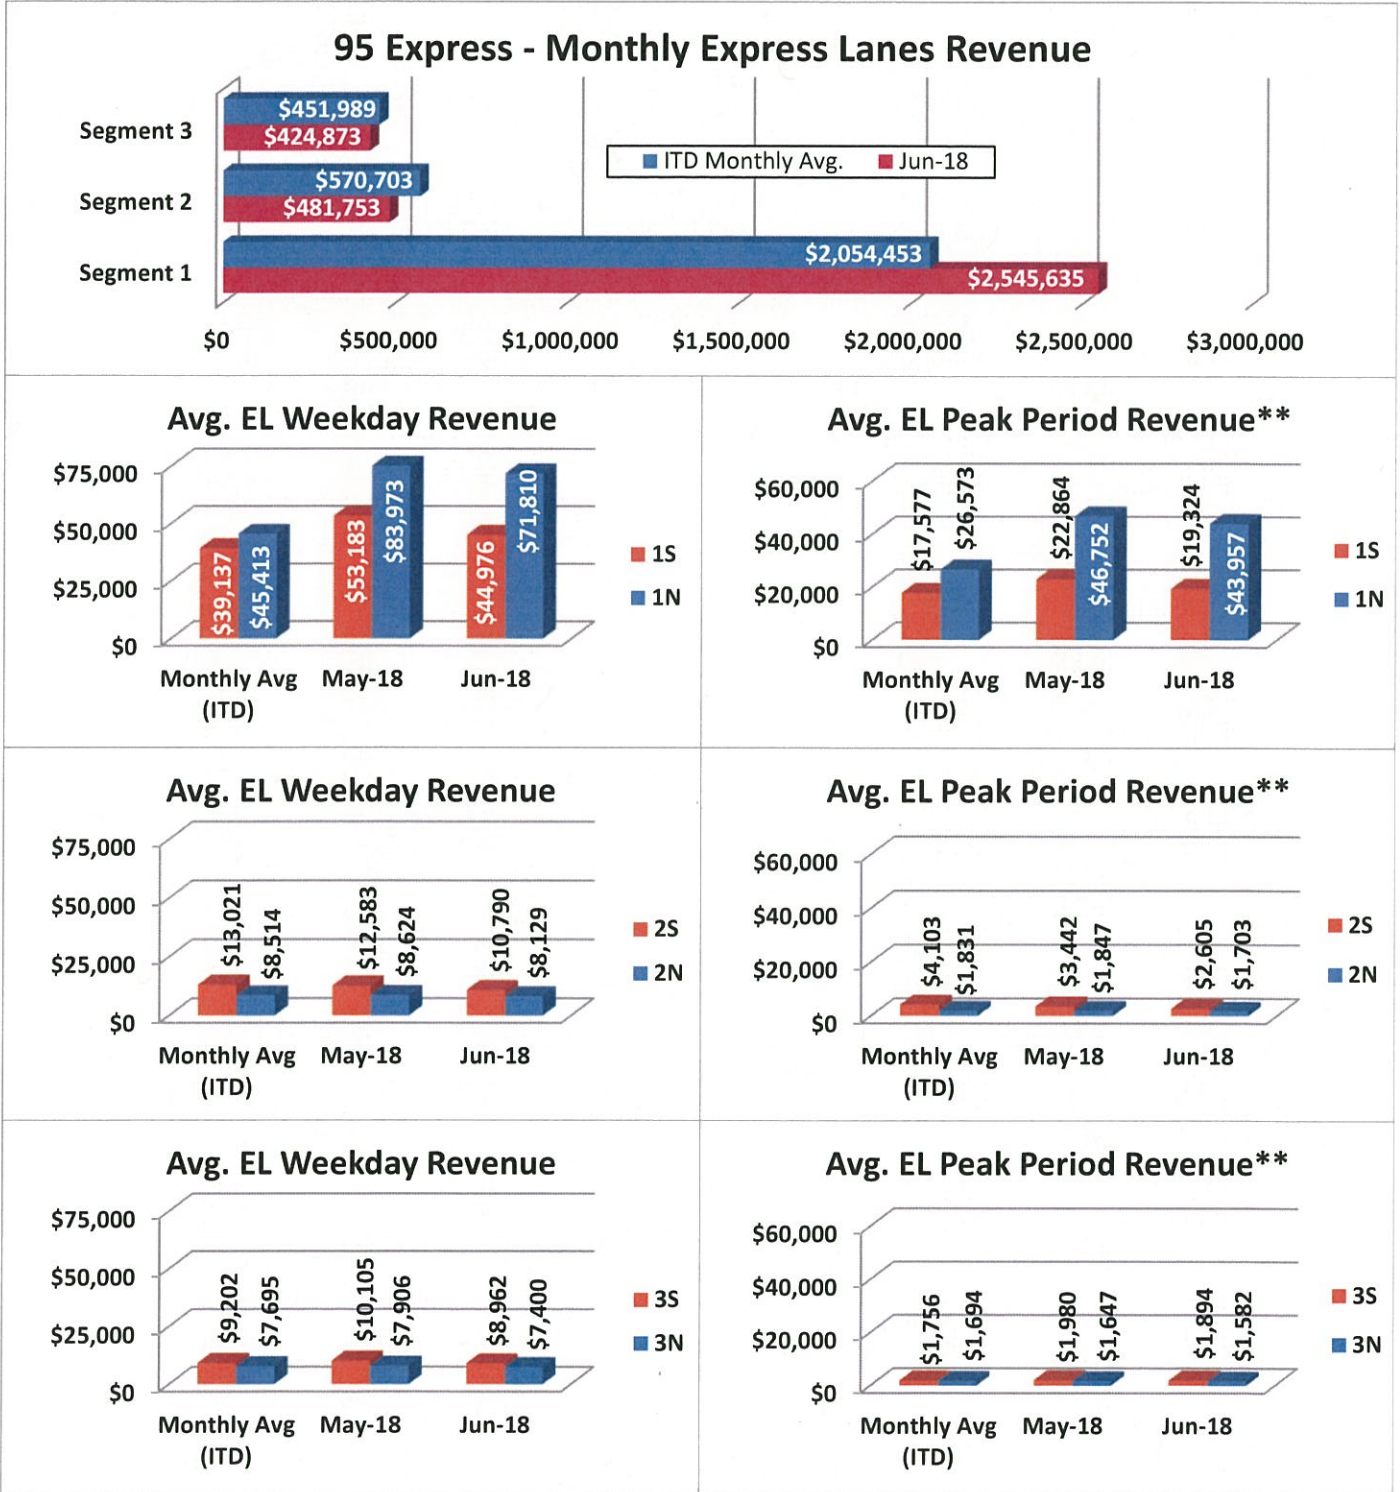 95 Express - Monthly Express Lanes Revenue
Segment 3
$451,989
$424,873
ITD Monthly Avg.
Jun-18
Segment 2
$570,703
$481,753
Segment 1
$2,054,453
$2,545,635
$0 $500,000 $1,000,000 $1,500,000 $2,000,000 $2,500,000 $3,000,000
Avg. EL Weekday Revenue
$75,000
$50,000
$25,000
$0
$39,137
$45,413
$53,183
$83,973
$44,976
$71,810
1S
1N
Monthly Avg (ITD)
May-18
Jun-18
Avg. EL Peak Period Revenue**
$60,000
$40,000
$20,000
$0
$17,577
$26,573
$22,864
$46,752
$19,324
$43,957
1S
1N
Monthly Avg
(ITD)
May-18
Jun-18
Avg. EL Weekday Revenue
$75,000
$50,000
$25,000
$0
$13,021
$8,514
$12,583
$8,624
$10,790
$8,129
2S
2N
Monthly Avg
(ITD)
May-18
Jun-18
Avg. EL Peak Period Revenue**
$60,000
$40,000
$20,000
$0
$4,103
$1,831
$3,442
$1,847
$2,605
$1,703
2S
2N
Monthly Avg
(ITD)
May-18
Jun-18
Avg. EL Weekday Revenue
$75,000
$50,000
$25,000
$0
$9,202
$7,695
$10,105
$7,906
$8,962
$7,400
3S
3N
Monthly Avg
(ITD)
May-18
Jun-18
Avg. EL Peak Period Revenue**
$60,000
$40,000
$20,000
$0
$1,756
$1,694
$1,980
$1,647
$1,894
$1,582
3S
3N
Monthly Avg
(ITD)
May-18
Jun-18